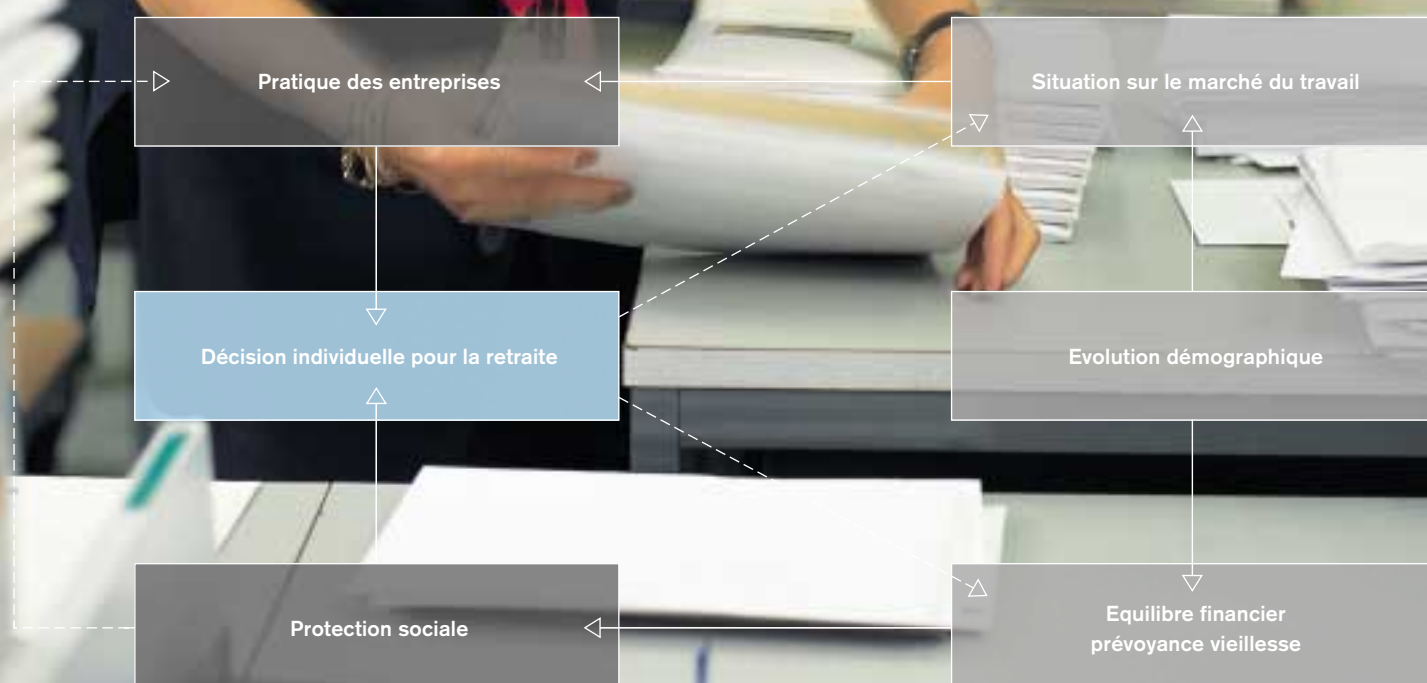 Pratique des entreprises
Situation sur le marché du travail
Décision individuelle pour la retraite
Evolution démographique
Protection sociale
Equilibre financier
prévoyance vieillesse